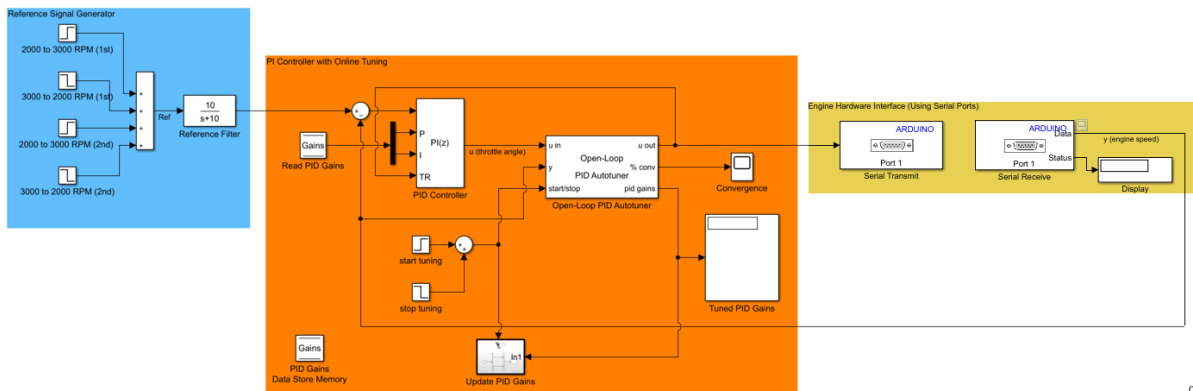 Reference Signal Generator
2000 to 3000 RPM (1st)
3000 to 2000 RPM (1st)
2000 to 3000 RPM (2nd)
3000 to 2000 RPM (2nd)
+
+
+
+
Ref
10
s+10
Reference Filter
PI Controller with Online Tuning
+
−
Gains
Read PID Gains
P
I
TR
PI(z)
PID Controller
u (throttle angle)
u in
y
start/stop
Open-Loop
PID Autotuner
u out
% conv
pid gains
Open-Loop PID Autotuner
Convergence
start tuning
stop tuning
+
+
Tuned PID Gains
In1
Update PID Gains
Gains
PID Gains
Data Store Memory
Engine Hardware Interface (Using Serial Ports)
ARDUINO
Port 1
Serial Transmit
ARDUINO
Data
Port 1
Status
Serial Receive
y (engine speed)
Display